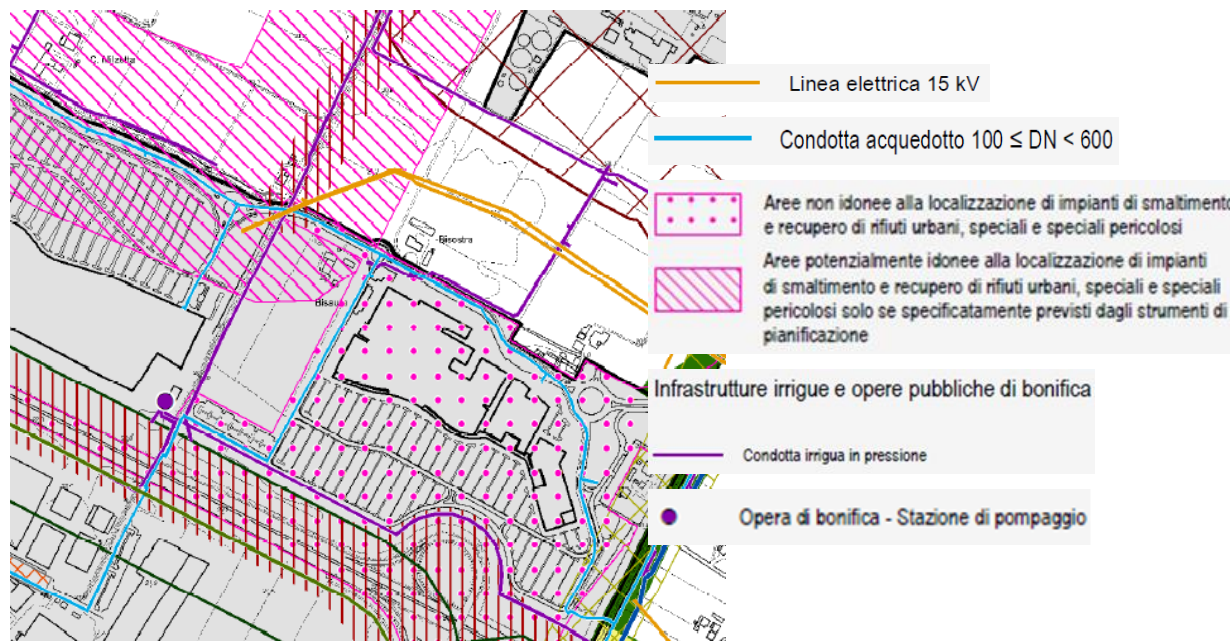 C. Milzetta
Bisostra
Linea elettrica 15 kV
Condotta acquedotto 100 ≤ DN < 600
Aree non idonee alla localizzazione di impianti di smaltimento
e recupero di rifiuti urbani, speciali e speciali pericolosi
Aree potenzialmente idonee alla localizzazione di impianti
di smaltimento e recupero di rifiuti urbani, speciali e speciali
pericolosi solo se specificatamente previsti dagli strumenti di
pianificazione
Infrastrutture irrigue e opere pubbliche di bonifica
Condotta irrigua in pressione
Opera di bonifica - Stazione di pompaggio